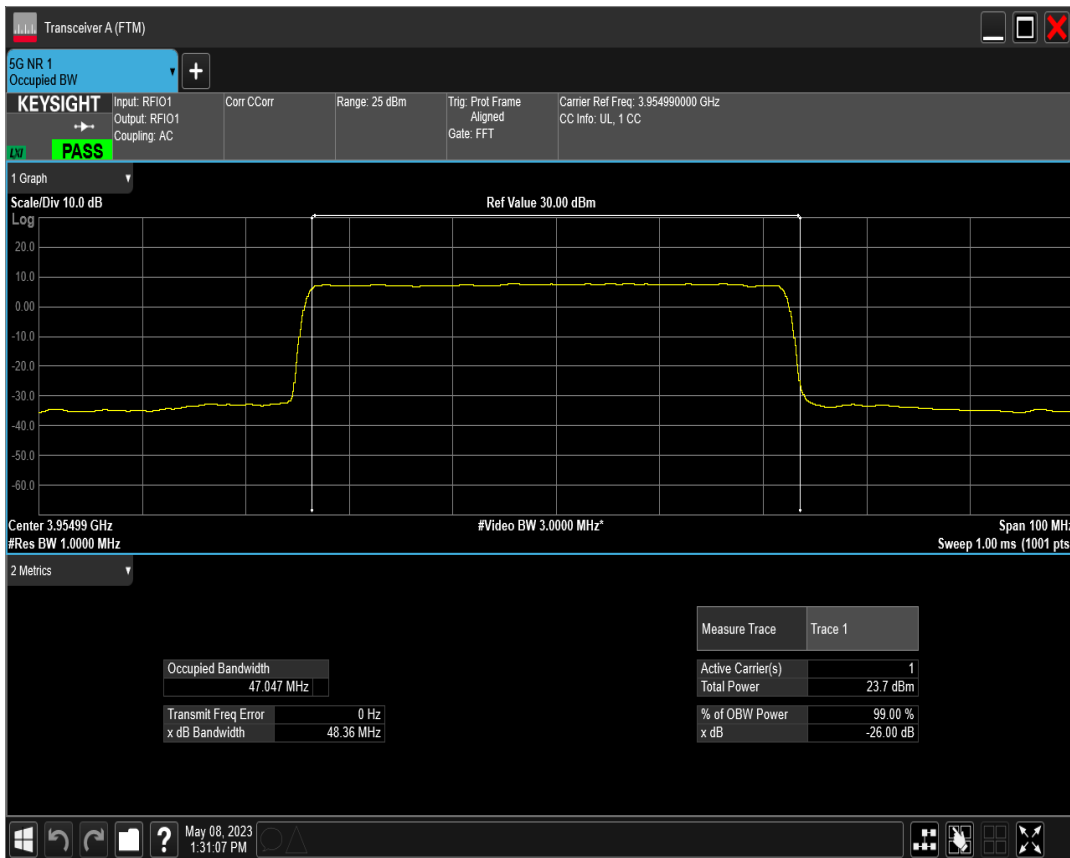 Transceiver A (FTM)
5G NR 1
Occupied BW
+
KEYSIGHT
LXI
PASS
Input: RFIO1
Output: RFIO1
Coupling: AC
Corr CCorr
Range: 25 dBm
Trig: Prot Frame
Aligned
Gate: FFT
Carrier Ref Freq: 3.954990000 GHz
CC Info: UL, 1 CC
1 Graph
Scale/Div 10.0 dB
Ref Value 30.00 dBm
Log
20.0
10.0
0.00
-10.0
-20.0
-30.0
-40.0
-50.0
-60.0
Center 3.95499 GHz
#Video BW 3.0000 MHz*
Span 100 MHz
#Res BW 1.0000 MHz
Sweep 1.00 ms (1001 pts
2 Metrics
Measure Trace Trace 1
Occupied Bandwidth
47.047 MHz
Active Carrier(s) 1
Total Power 23.7 dBm
Transmit Freq Error 0 Hz
x dB Bandwidth 48.36 MHz
% of OBW Power 99.00 %
x dB -26.00 dB
?
May 08, 2023
1:31:07 PM